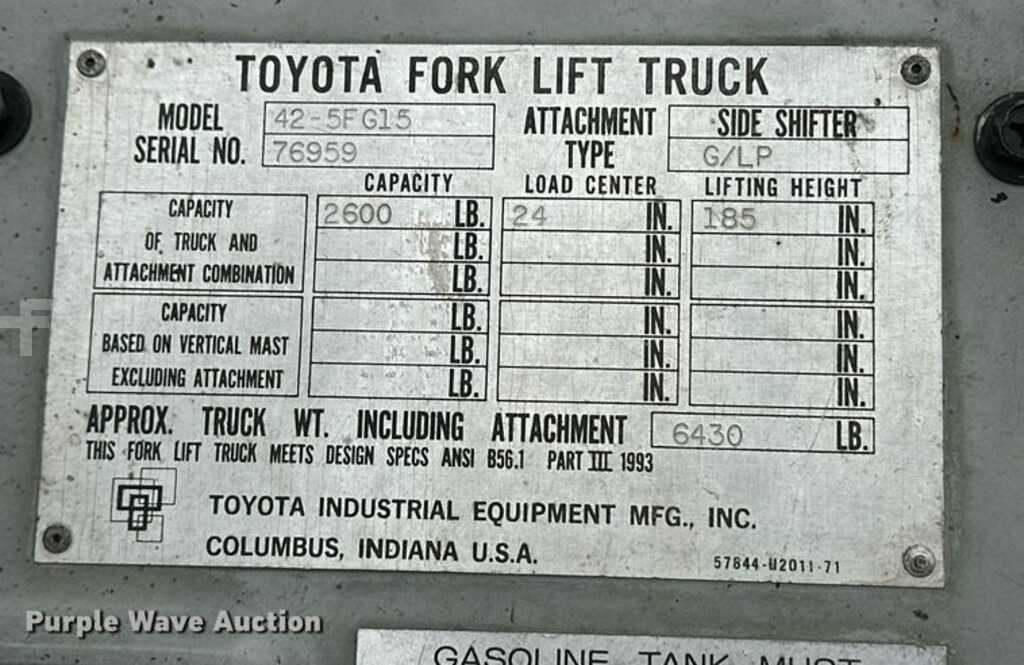 TOYOTA FORK LIFT TRUCK
MODEL 42-5FG15
SERIAL NO. 76959
ATTACHMENT SIDE SHIFTER
TYPE G/LP
CAPACITY LOAD CENTER LIFTING HEIGHT
CAPACITY 2600 LB. 24 IN. 185 IN.
OF TRUCK AND LB. IN. IN.
ATTACHMENT COMBINATION LB. IN. IN.
CAPACITY LB. IN. IN.
BASED ON VERTICAL MAST LB. IN. IN.
EXCLUDING ATTACHMENT LB. IN. IN.
APPROX. TRUCK WT. INCLUDING ATTACHMENT 6430 LB.
THIS FORK LIFT TRUCK MEETS DESIGN SPECS ANSI B56.1 PART III 1993
TOYOTA INDUSTRIAL EQUIPMENT MFG., INC.
COLUMBUS, INDIANA U.S.A.
57844-U2011-71
Purple Wave Auction
GASOLINE TANK MUST